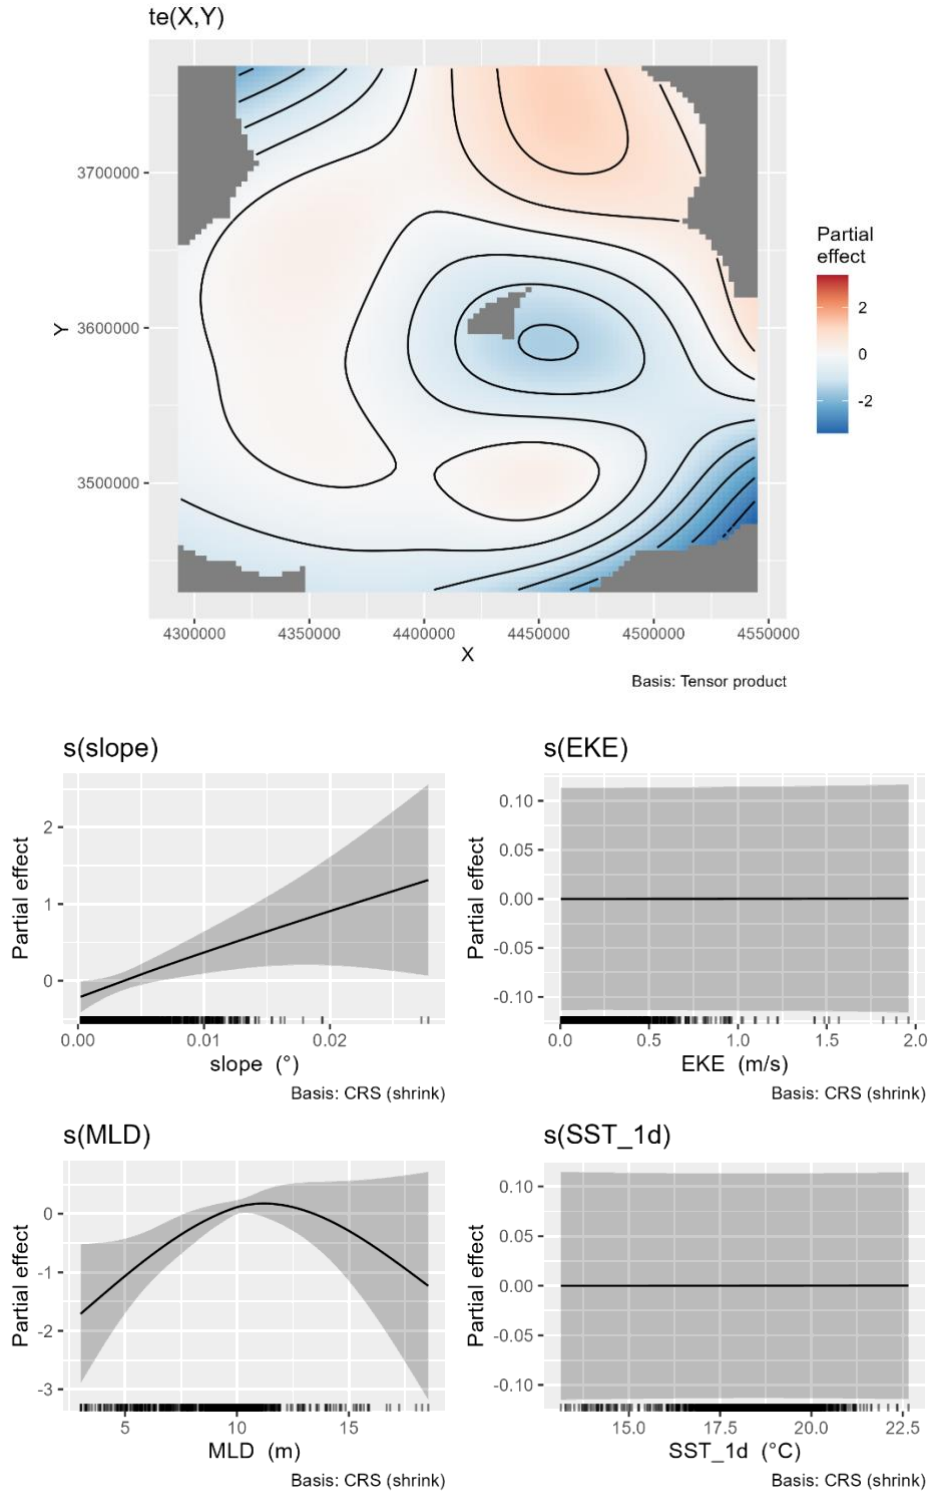 te(X,Y)
Y
3700000
3600000
3500000
4300000 4350000 4400000 4450000 4500000 4550000
X
Basis: Tensor product
Partial
effect
2
0
-2
s(slope)
Partial effect
2
1
0
0.00 0.01 0.02
slope (°)
Basis: CRS (shrink)
s(EKE)
Partial effect
0.10
0.05
0.00
-0.05
-0.10
0.0 0.5 1.0 1.5 2.0
EKE (m/s)
Basis: CRS (shrink)
s(MLD)
Partial effect
0
-1
-2
-3
5 10 15
MLD (m)
Basis: CRS (shrink)
s(SST_1d)
Partial effect
0.10
0.05
0.00
-0.05
-0.10
15.0 17.5 20.0 22.5
SST_1d (°C)
Basis: CRS (shrink)